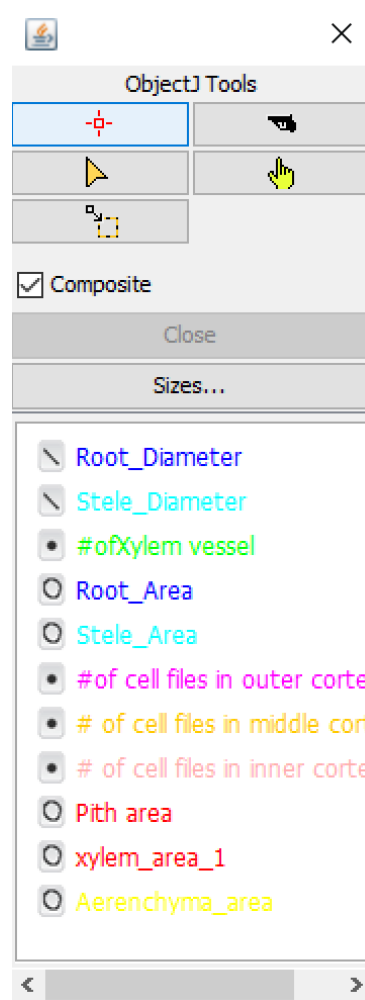 ObjectJ Tools
Composite
Close
Sizes...
Root_Diameter
Stele_Diameter
#ofXylem vessel
Root_Area
Stele_Area
#of cell files in outer corte
# of cell files in middle cor
# of cell files in inner corte
Pith area
xylem_area_1
Aerenchyma_area